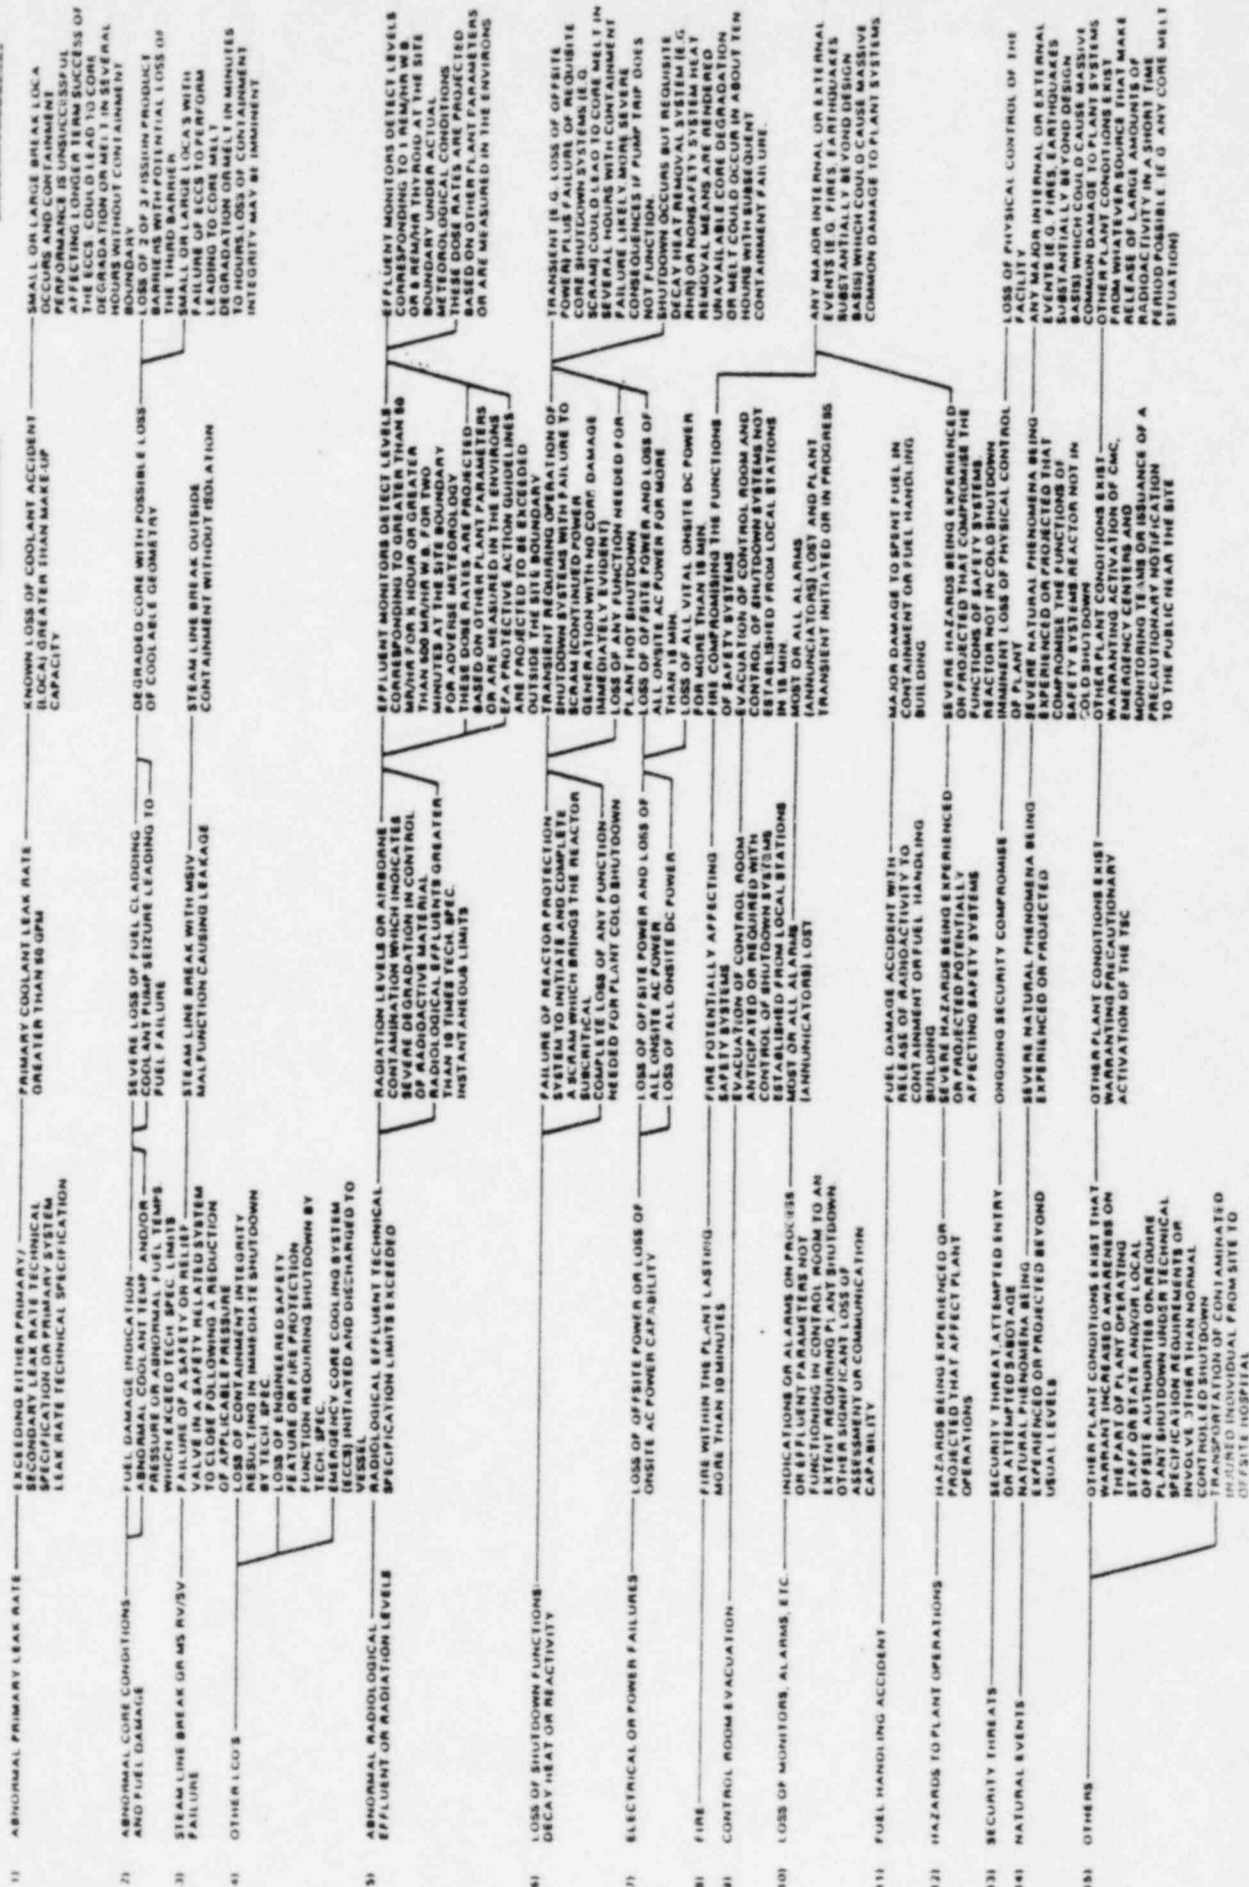 1)
ABNORMAL PRIMARY LEAK RATE
EXCEEDING EITHER PRIMARY/
SECONDARY LEAK RATE TECHNICAL
SPECIFICATION OR PRIMARY SYSTEM
LEAK RATE TECHNICAL SPECIFICATION
PRIMARY COOLANT LEAK RATE
GREATER THAN 50 GPM
KNOWN LOSS OF COOLANT ACCIDENT
(LOCA) GREATER THAN MAKE-UP
CAPACITY
SMALL OR LARGE BREAK LOCA
OCCURS AND CONTAINMENT
PERFORMANCE IS UNSUCCESSFUL
AFFECTING LONGER TERM SUCCESS OF
THE ECCS COULD LEAD TO CORE
DEGRADATION OR MELT IN SEVERAL
HOURS WITHOUT CONTAINMENT
BOUNDARY
2)
ABNORMAL CORE CONDITIONS
AND FUEL DAMAGE
FUEL DAMAGE INDICATION
ABNORMAL COOLANT TEMP AND/OR
PRESSURE OR ABNORMAL FUEL TEMPS
WHICH EXCEED TECH SPEC. LIMITS
SEVERE LOSS OF FUEL CLADDING
COOLANT PUMP SEIZURE LEADING TO
FUEL FAILURE
DEGRADED CORE WITH POSSIBLE LOSS
OF COOLABLE GEOMETRY
LOSS OF 2 OF 3 FISSION PRODUCT
BARRIERS WITH POTENTIAL LOSS OF
THE THIRD BARRIER
SMALL OR LARGE LOCA'S WITH
FAILURE OF ECCS TO PERFORM
LEADING TO CORE MELT
DEGRADATION OR MELT IN MINUTES
TO HOURS. LOSS OF CONTAINMENT
INTEGRITY MAY BE IMMINENT
3)
STEAM LINE BREAK OR MS RV/SV
FAILURE
FAILURE OF A SAFETY OR RELIEF
VALVE IN A SAFETY RELATED SYSTEM
TO CLOSE FOLLOWING A REDUCTION
OF APPLICABLE PRESSURE
STEAM LINE BREAK WITH MSIV
MALFUNCTION CAUSING LEAKAGE
STEAM LINE BREAK OUTSIDE
CONTAINMENT WITHOUT ISOLATION
4)
OTHER LCO'S
LOSS OF CONTAINMENT INTEGRITY
RESULTING IN IMMEDIATE SHUTDOWN
BY TECH SPEC
LOSS OF ENGINEERED SAFETY
FEATURE OR FIRE PROTECTION
FUNCTION REQUIRING SHUTDOWN BY
TECH. SPEC.
EMERGENCY CORE COOLING SYSTEM
(ECCS) INITIATED AND DISCHARGED TO
VESSEL
5)
ABNORMAL RADIOLOGICAL
EFFLUENT OR RADIATION LEVELS
RADIOLOGICAL EFFLUENT TECHNICAL
SPECIFICATION LIMITS EXCEEDED
RADIATION LEVELS OR AIRBORNE
CONTAMINATION WHICH INDICATES
SEVERE DEGRADATION IN CONTROL
OF RADIOACTIVE MATERIAL
RADIOLOGICAL EFFLUENTS GREATER
THAN 10 TIMES TECH. SPEC.
INSTANTANEOUS LIMITS
EFFLUENT MONITORS DETECT LEVELS
CORRESPONDING TO GREATER THAN 50
MR/HR FOR ½ HOUR OR GREATER
THAN 500 MR/HR W.B. FOR TWO
MINUTES AT THE SITE BOUNDARY
FOR ADVERSE METEOROLOGY
THESE DOSE RATES ARE PROJECTED
BASED ON OTHER PLANT PARAMETERS
OR ARE MEASURED IN THE ENVIRONS
EPA PROTECTIVE ACTION GUIDELINES
ARE PROJECTED TO BE EXCEEDED
OUTSIDE THE SITE BOUNDARY
EFFLUENT MONITORS DETECT LEVELS
CORRESPONDING TO 1 REM/HR W.B.
OR 5 REM/HR THYROID AT THE SITE
BOUNDARY UNDER ACTUAL
METEOROLOGICAL CONDITIONS
THESE DOSE RATES ARE PROJECTED
BASED ON OTHER PLANT PARAMETERS
OR ARE MEASURED IN THE ENVIRONS
6)
LOSS OF SHUTDOWN FUNCTIONS:
DECAY HEAT OR REACTIVITY
FAILURE OF REACTOR PROTECTION
SYSTEM TO INITIATE AND COMPLETE
A SCRAM WHICH BRINGS THE REACTOR
SUBCRITICAL
COMPLETE LOSS OF ANY FUNCTION
NEEDED FOR PLANT COLD SHUTDOWN
TRANSIENT REQUIRING OPERATION OF
SHUTDOWN SYSTEMS WITH FAILURE TO
SCRAM (CONTINUED POWER
GENERATION WITH NO CORE DAMAGE
IMMEDIATELY EVIDENT)
LOSS OF ANY FUNCTION NEEDED FOR
PLANT HOT SHUTDOWN
TRANSIENT (E.G. LOSS OF OFFSITE
POWER) PLUS FAILURE OF REQUISITE
CORE SHUTDOWN SYSTEMS (E.G.
SCRAM) COULD LEAD TO CORE MELT IN
SEVERAL HOURS WITH CONTAINMENT
FAILURE LIKELY. MORE SEVERE
CONSEQUENCES IF PUMP TRIP DOES
NOT FUNCTION.
SHUTDOWN OCCURS BUT REQUISITE
DECAY HEAT REMOVAL SYSTEM (E.G.
RHR) OR NONSAFETY SYSTEM HEAT
REMOVAL MEANS ARE RENDERED
UNAVAILABLE CORE DEGRADATION
OR MELT COULD OCCUR IN ABOUT TEN
HOURS WITH SUBSEQUENT
CONTAINMENT FAILURE.
7)
ELECTRICAL OR POWER FAILURES
LOSS OF OFFSITE POWER OR LOSS OF
ONSITE AC POWER CAPABILITY
LOSS OF OFFSITE POWER AND LOSS OF
ALL ONSITE AC POWER
LOSS OF ALL ONSITE DC POWER
LOSS OF OFFSITE POWER AND LOSS OF
ALL ONSITE AC POWER FOR MORE
THAN 15 MIN.
LOSS OF ALL VITAL ONSITE DC POWER
FOR MORE THAN 15 MIN.
8)
FIRE
FIRE WITHIN THE PLANT LASTING
MORE THAN 10 MINUTES
FIRE POTENTIALLY AFFECTING
SAFETY SYSTEMS
FIRE COMPROMISING THE FUNCTIONS
OF SAFETY SYSTEMS
ANY MAJOR INTERNAL OR EXTERNAL
EVENTS (E.G. FIRES, EARTHQUAKES
SUBSTANTIALLY BEYOND DESIGN
BASIS) WHICH COULD CAUSE MASSIVE
COMMON DAMAGE TO PLANT SYSTEMS
9)
CONTROL ROOM EVACUATION
EVACUATION OF CONTROL ROOM
ANTICIPATED OR REQUIRED WITH
CONTROL OF SHUTDOWN SYSTEMS
ESTABLISHED FROM LOCAL STATIONS
EVACUATION OF CONTROL ROOM AND
CONTROL OF SHUTDOWN SYSTEMS NOT
ESTABLISHED FROM LOCAL STATIONS
IN 15 MIN
10)
LOSS OF MONITORS, ALARMS, ETC.
INDICATIONS OR ALARMS ON PROCESS
OR EFFLUENT PARAMETERS NOT
FUNCTIONING IN CONTROL ROOM TO AN
EXTENT REQUIRING PLANT SHUTDOWN
OTHER SIGNIFICANT LOSS OF
ASSESSMENT OR COMMUNICATION
CAPABILITY
MOST OR ALL ALARMS
(ANNUNICATORS) LOST
MOST OR ALL ALARMS
(ANNUNCIATORS) LOST AND PLANT
TRANSIENT INITIATED OR IN PROGRESS
11)
FUEL HANDLING ACCIDENT
FUEL DAMAGE ACCIDENT WITH
RELEASE OF RADIOACTIVITY TO
CONTAINMENT OR FUEL HANDLING
BUILDING
MAJOR DAMAGE TO SPENT FUEL IN
CONTAINMENT OR FUEL HANDLING
BUILDING
12)
HAZARDS TO PLANT OPERATIONS
HAZARDS BEING EXPERIENCED OR
PROJECTED THAT AFFECT PLANT
OPERATIONS
SEVERE HAZARDS BEING EXPERIENCED
OR PROJECTED POTENTIALLY
AFFECTING SAFETY SYSTEMS
SEVERE HAZARDS BEING EXPERIENCED
OR PROJECTED THAT COMPROMISE THE
FUNCTIONS OF SAFETY SYSTEMS.
REACTOR NOT IN COLD SHUTDOWN
13)
SECURITY THREATS
SECURITY THREAT, ATTEMPTED ENTRY
OR ATTEMPTED SABOTAGE
ONGOING SECURITY COMPROMISE
IMMINENT LOSS OF PHYSICAL CONTROL
OF PLANT
LOSS OF PHYSICAL CONTROL OF THE
FACILITY
14)
NATURAL EVENTS
NATURAL PHENOMENA BEING
EXPERIENCED OR PROJECTED BEYOND
USUAL LEVELS
SEVERE NATURAL PHENOMENA BEING
EXPERIENCED OR PROJECTED
SEVERE NATURAL PHENOMENA BEING
EXPERIENCED OR PROJECTED THAT
COMPROMISE THE FUNCTIONS OF
SAFETY SYSTEMS. REACTOR NOT IN
COLD SHUTDOWN
ANY MAJOR INTERNAL OR EXTERNAL
EVENTS (E.G. FIRES, EARTHQUAKES
SUBSTANTIALLY BEYOND DESIGN
BASIS) WHICH COULD CAUSE MASSIVE
COMMON DAMAGE TO PLANT SYSTEMS
15)
OTHERS
OTHER PLANT CONDITIONS EXIST THAT
WARRANT INCREASED AWARENESS ON
THE PART OF PLANT OPERATING
STAFF OR STATE AND/OR LOCAL
OFFSITE AUTHORITIES OR REQUIRE
PLANT SHUTDOWN UNDER TECHNICAL
SPECIFICATION REQUIREMENTS OR
INVOLVE OTHER THAN NORMAL
CONTROLLED SHUTDOWN
TRANSPORTATION OF CONTAMINATED
INJURED INDIVIDUAL FROM SITE TO
OFFSITE HOSPITAL
OTHER PLANT CONDITIONS EXIST
WARRANTING PRECAUTIONARY
ACTIVATION OF THE TSC
OTHER PLANT CONDITIONS EXIST
WARRANTING ACTIVATION OF CMC,
EMERGENCY CENTERS AND
MONITORING TEAMS OR ISSUANCE OF A
PRECAUTIONARY NOTIFICATION
TO THE PUBLIC NEAR THE SITE
OTHER PLANT CONDITIONS EXIST
FROM WHATEVER SOURCE THAT MAKE
RELEASE OF LARGE AMOUNTS OF
RADIOACTIVITY IN A SHORT TIME
PERIOD POSSIBLE. (E.G. ANY CORE MELT
SITUATION)